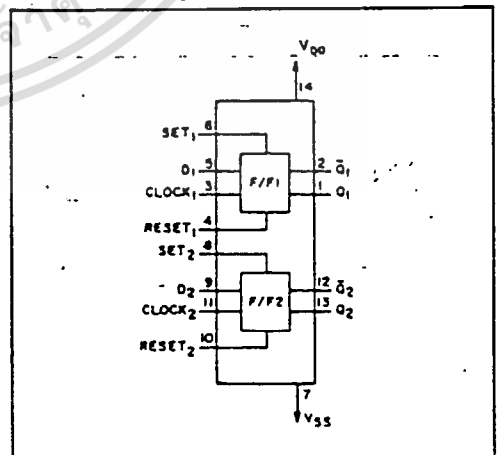 VDD
14
SET1 6
D1 5
F/F1
2 Q̅1
CLOCK1 3
1 Q1
RESET1 4
SET2 8
D2 9
F/F2
12 Q̅2
CLOCK2 11
13 Q2
RESET2 10
7
VSS